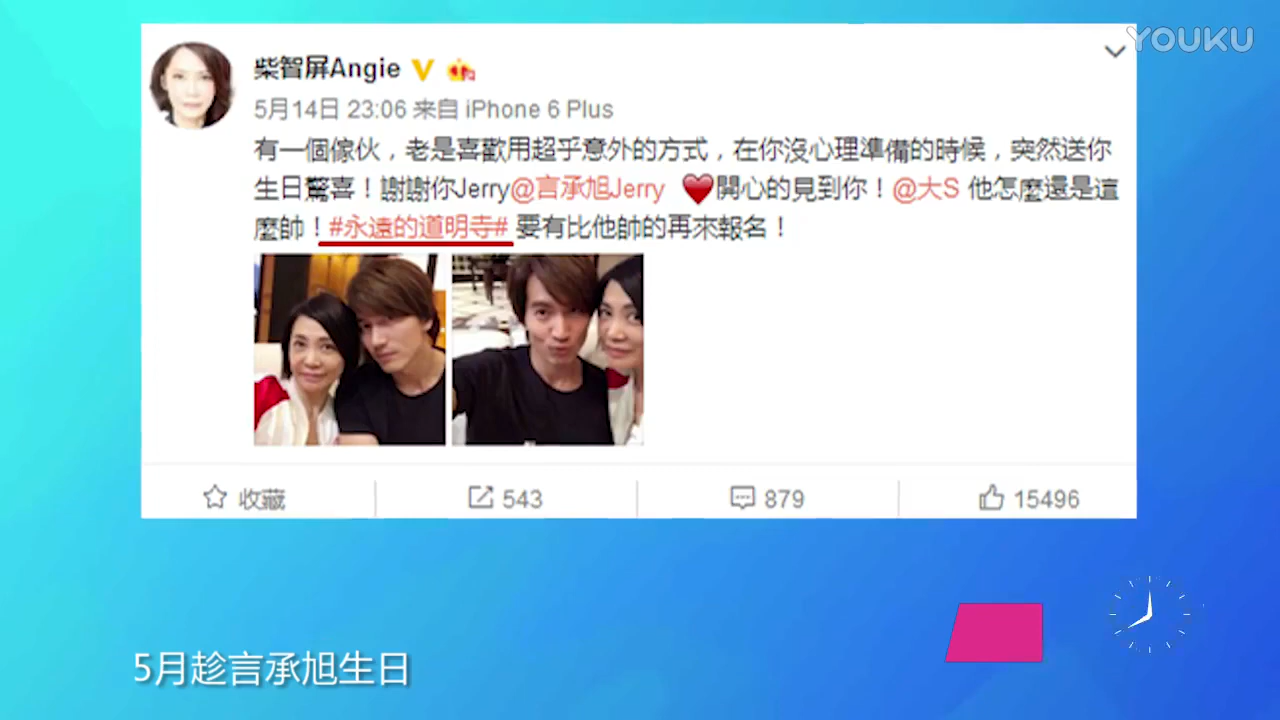 YOUKU
柴智屏Angie
5月14日 23:06 来自 iPhone 6 Plus
有一個傢伙，老是喜歡用超乎意外的方式，在你沒心理準備的時候，突然送你
生日驚喜！謝謝你Jerry@言承旭Jerry ❤開心的見到你！@大S 他怎麼還是這
麼帥！#永遠的道明寺# 要有比他帥的再來報名！
收藏 543 879 15496
5月趁言承旭生日